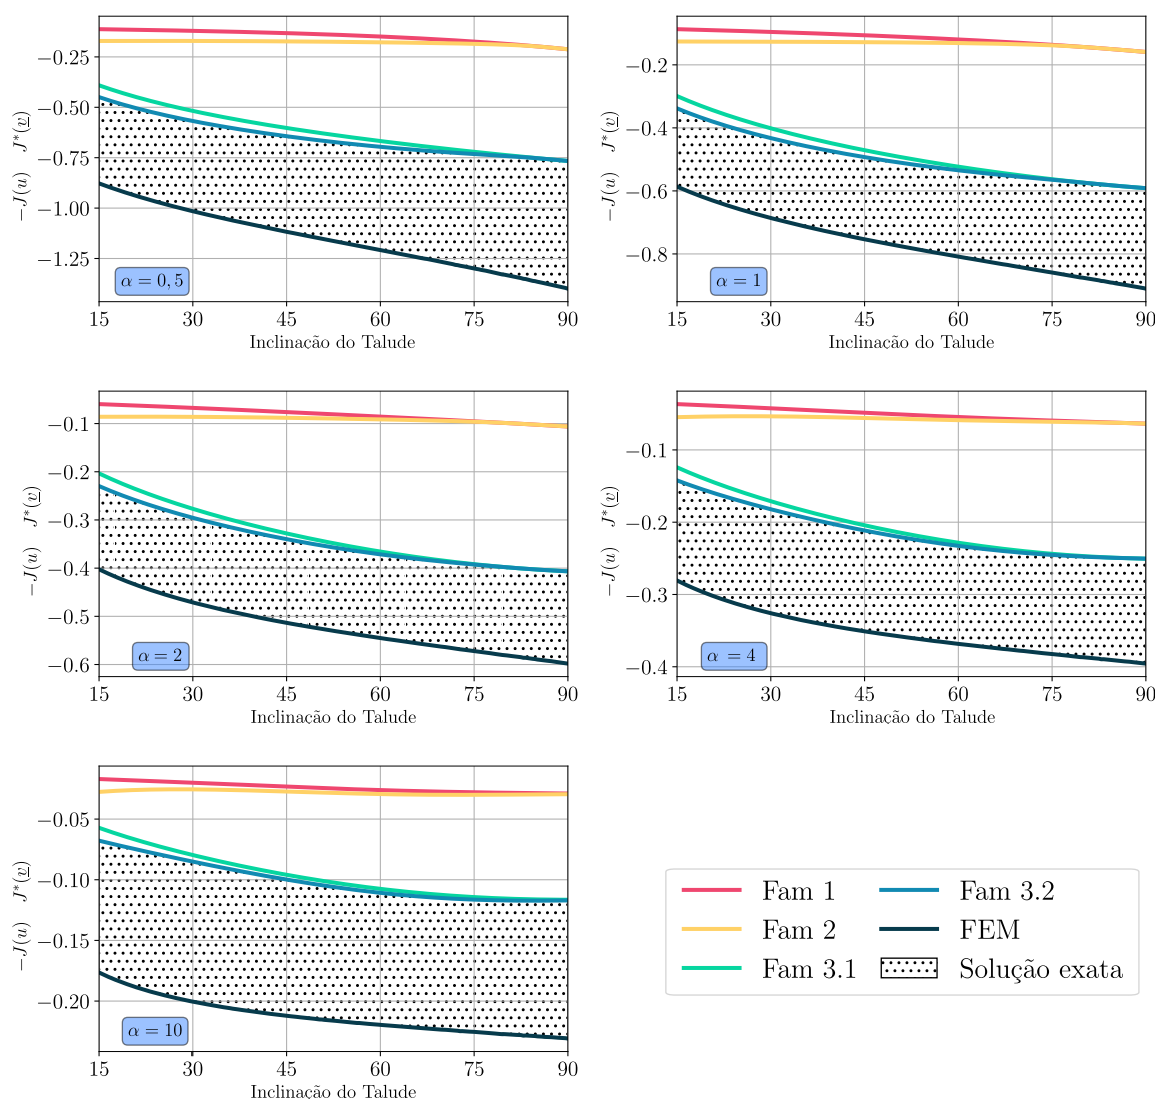 −0.25
−0.50
−0.75
−1.00
−1.25
−J(u) J*(v)
α = 0, 5
15 30 45 60 75 90
Inclinação do Talude
−0.2
−0.4
−0.6
−0.8
−J(u) J*(v)
α = 1
15 30 45 60 75 90
Inclinação do Talude
−0.1
−0.2
−0.3
−0.4
−0.5
−0.6
−J(u) J*(v)
α = 2
15 30 45 60 75 90
Inclinação do Talude
−0.1
−0.2
−0.3
−0.4
−J(u) J*(v)
α = 4
15 30 45 60 75 90
Inclinação do Talude
−0.05
−0.10
−0.15
−0.20
−J(u) J*(v)
α = 10
15 30 45 60 75 90
Inclinação do Talude
Fam 1
Fam 2
Fam 3.1
Fam 3.2
FEM
Solução exata